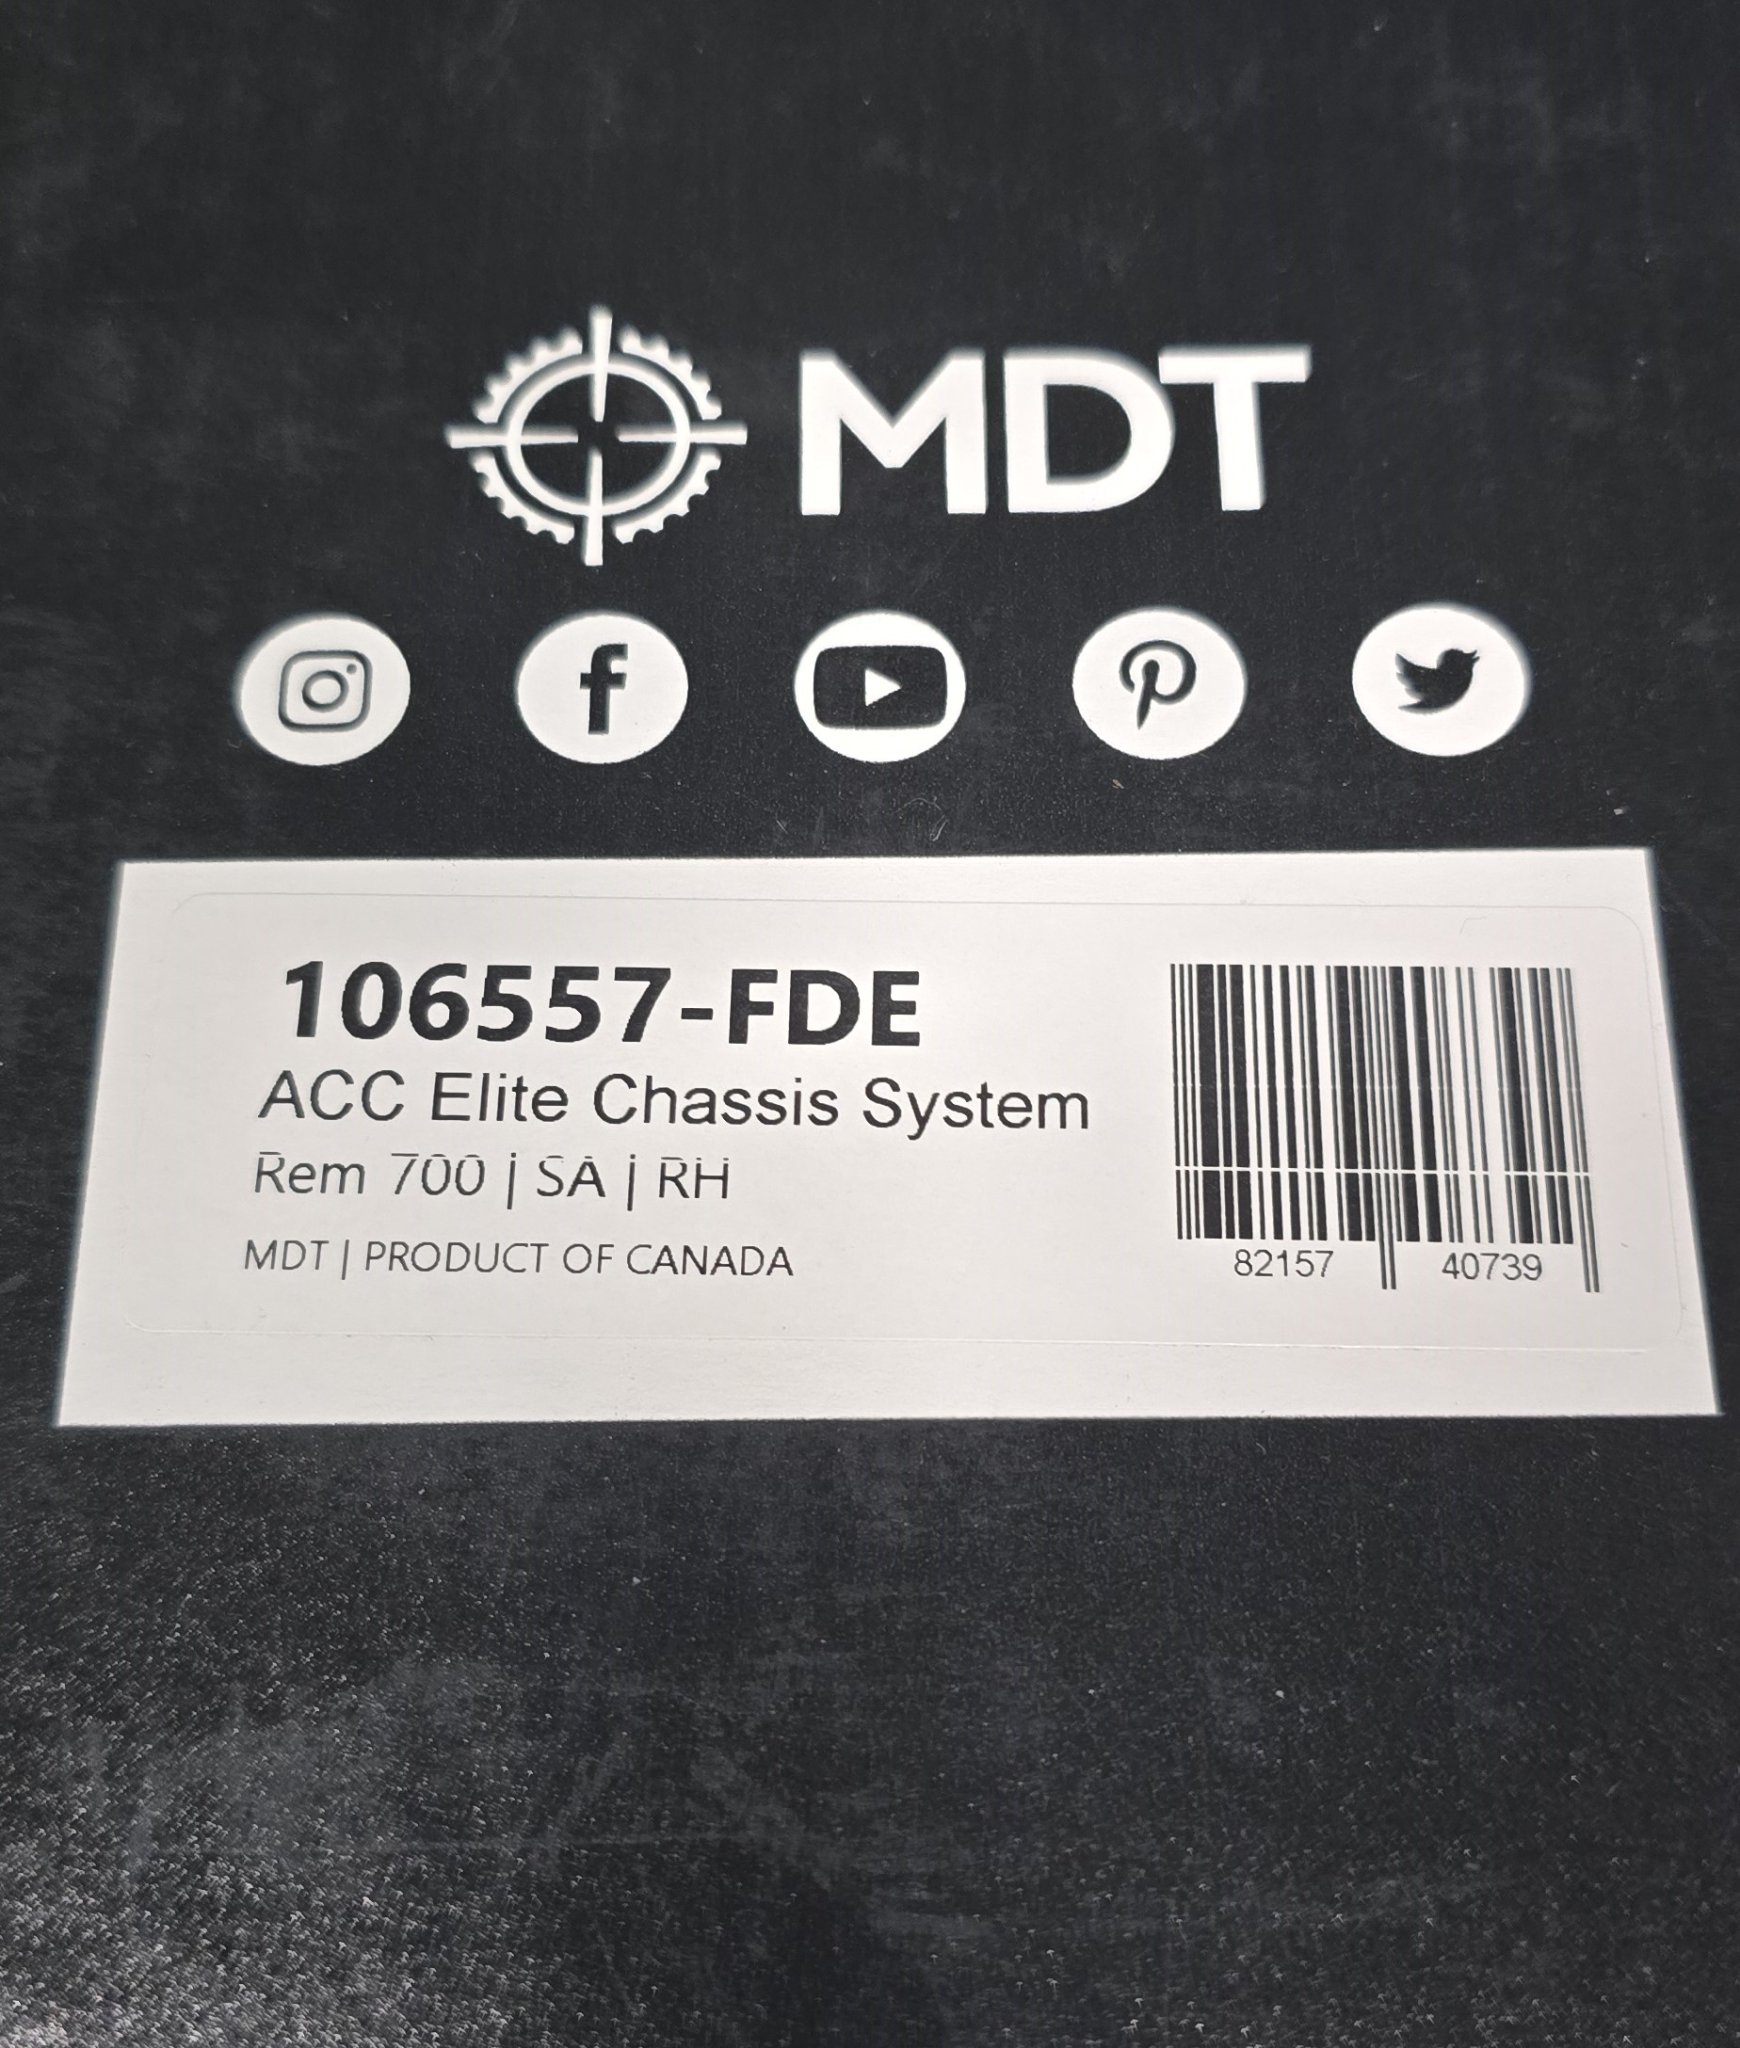 MDT
106557-FDE
ACC Elite Chassis System
Rem 700 | SA | RH
MDT | PRODUCT OF CANADA
82157 40739